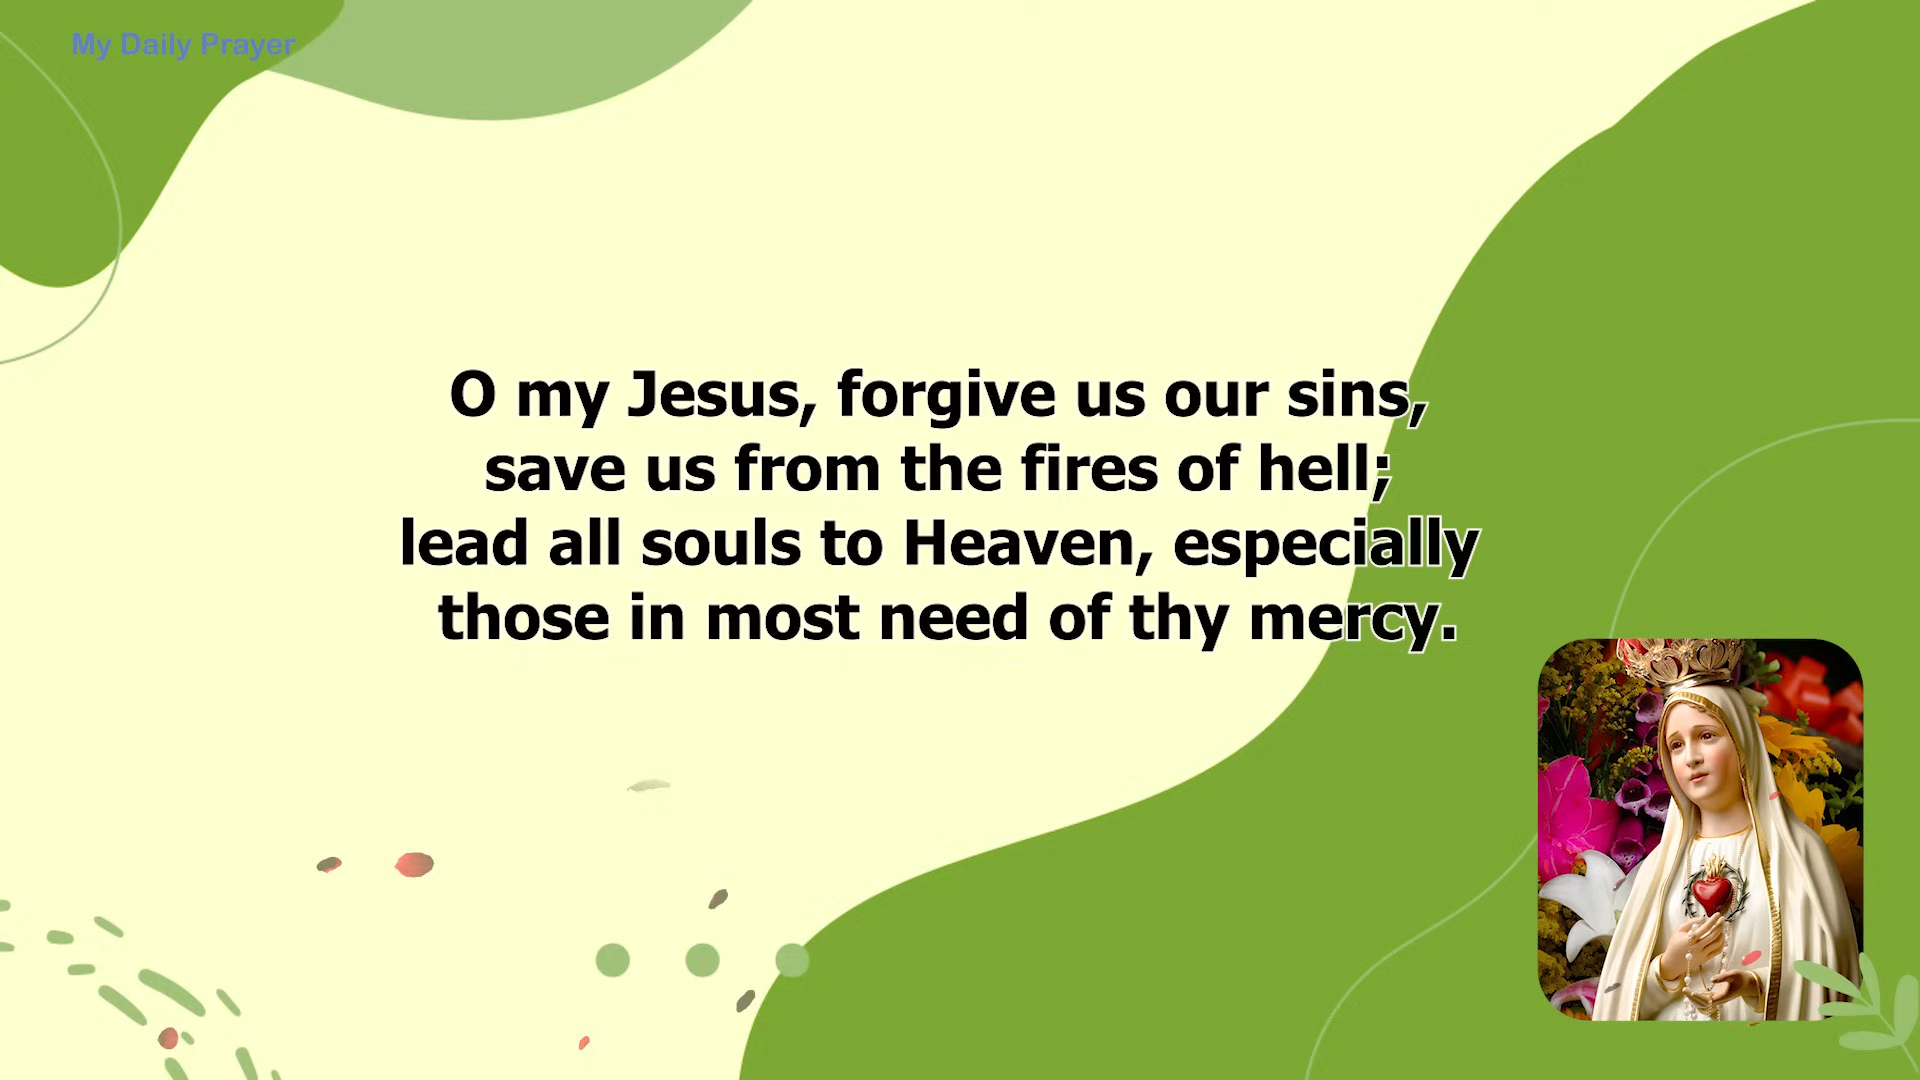 My Daily Prayer
O my Jesus, forgive us our sins,
save us from the fires of hell;
lead all souls to Heaven, especially
those in most need of thy mercy.